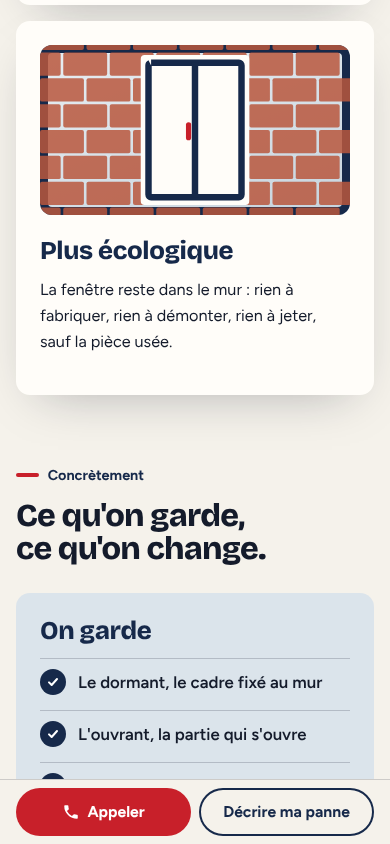 Plus écologique
La fenêtre reste dans le mur : rien à
fabriquer, rien à démonter, rien à jeter,
sauf la pièce usée.
Concrètement
Ce qu'on garde,
ce qu'on change.
On garde
Le dormant, le cadre fixé au mur
L'ouvrant, la partie qui s'ouvre
Appeler
Décrire ma panne